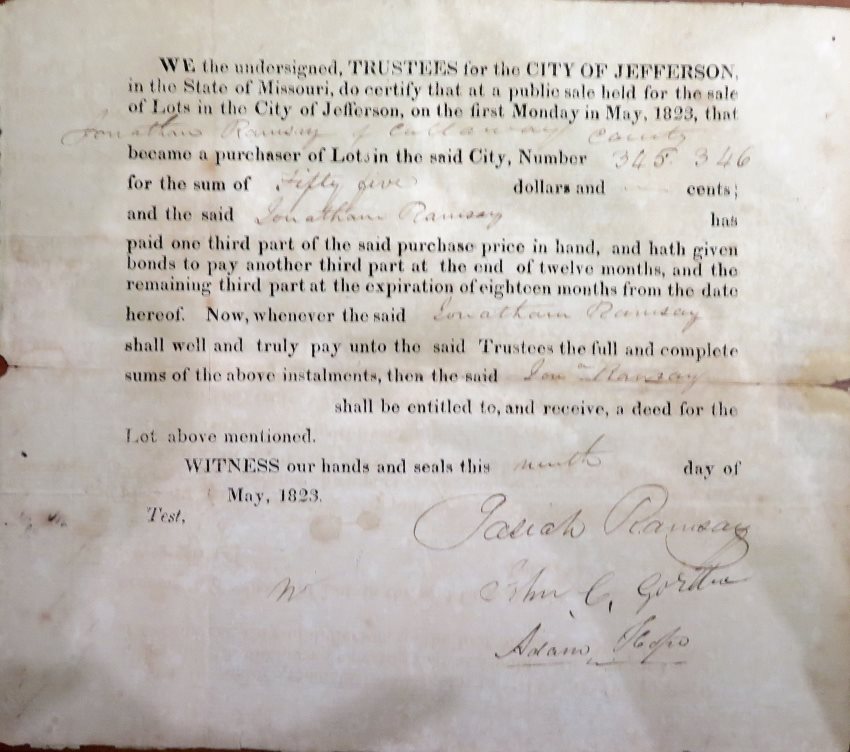 WE the undersigned, TRUSTEES for the CITY OF JEFFERSON,
in the State of Missouri, do certify that at a public sale held for the sale
of Lots in the City of Jefferson, on the first Monday in May, 1823, that
Jonathan Ramsay of Callaway County
became a purchaser of Lots in the said City, Number 345 346
for the sum of Fifty five dollars and cents;
and the said Jonathan Ramsay has
paid one third part of the said purchase price in hand, and hath given
bonds to pay another third part at the end of twelve months, and the
remaining third part at the expiration of eighteen months from the date
hereof. Now, whenever the said Jonathan Ramsay
shall well and truly pay unto the said Trustees the full and complete
sums of the above instalments, then the said Jon Ramsay
shall be entitled to, and receive, a deed for the
Lot above mentioned.
WITNESS our hands and seals this ninth day of
May, 1823.
Test,
Josiah Ramsay
John C. Gordon
Adam Hope